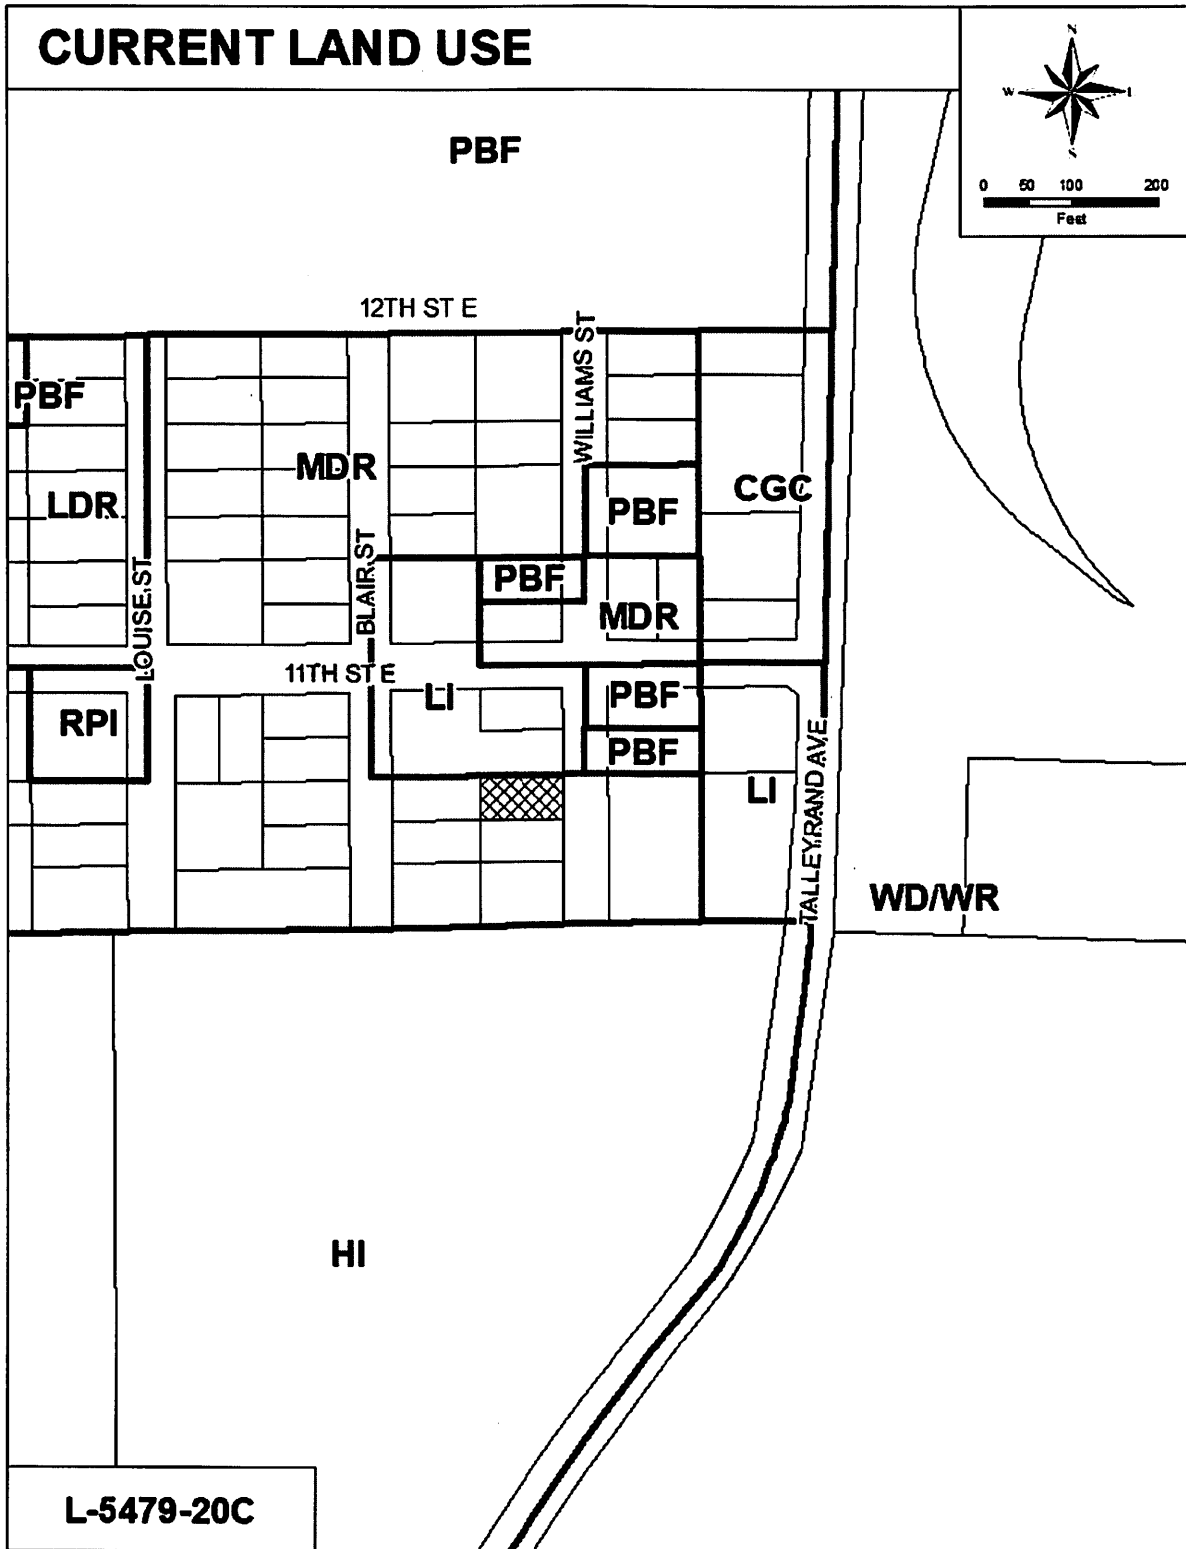 CURRENT LAND USE
N
W
S
0 50 100 200
Feet
PBF
12TH ST E
WILLIAMS ST
PBF
MDR
LDR
CGC
PBF
BLAIR ST
PBF
LOUISE ST
MDR
11TH ST E
LI
PBF
RPI
PBF
LI
TALLEYRAND AVE
WD/WR
HI
L-5479-20C